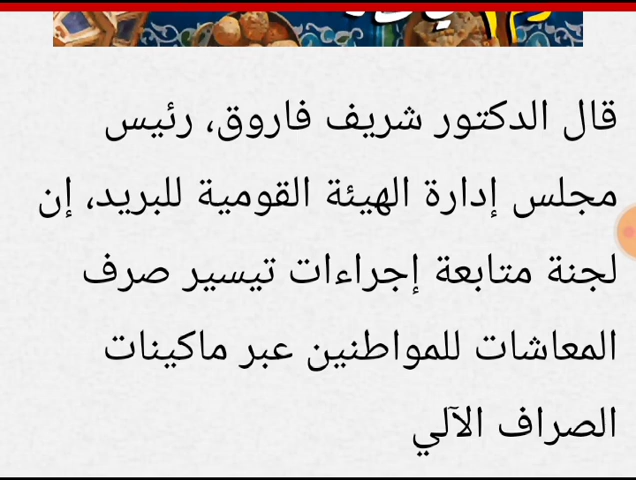 قال الدكتور شريف فاروق، رئيس
مجلس إدارة الهيئة القومية للبريد، إن
لجنة متابعة إجراءات تيسير صرف
المعاشات للمواطنين عبر ماكينات
الصراف الآلي